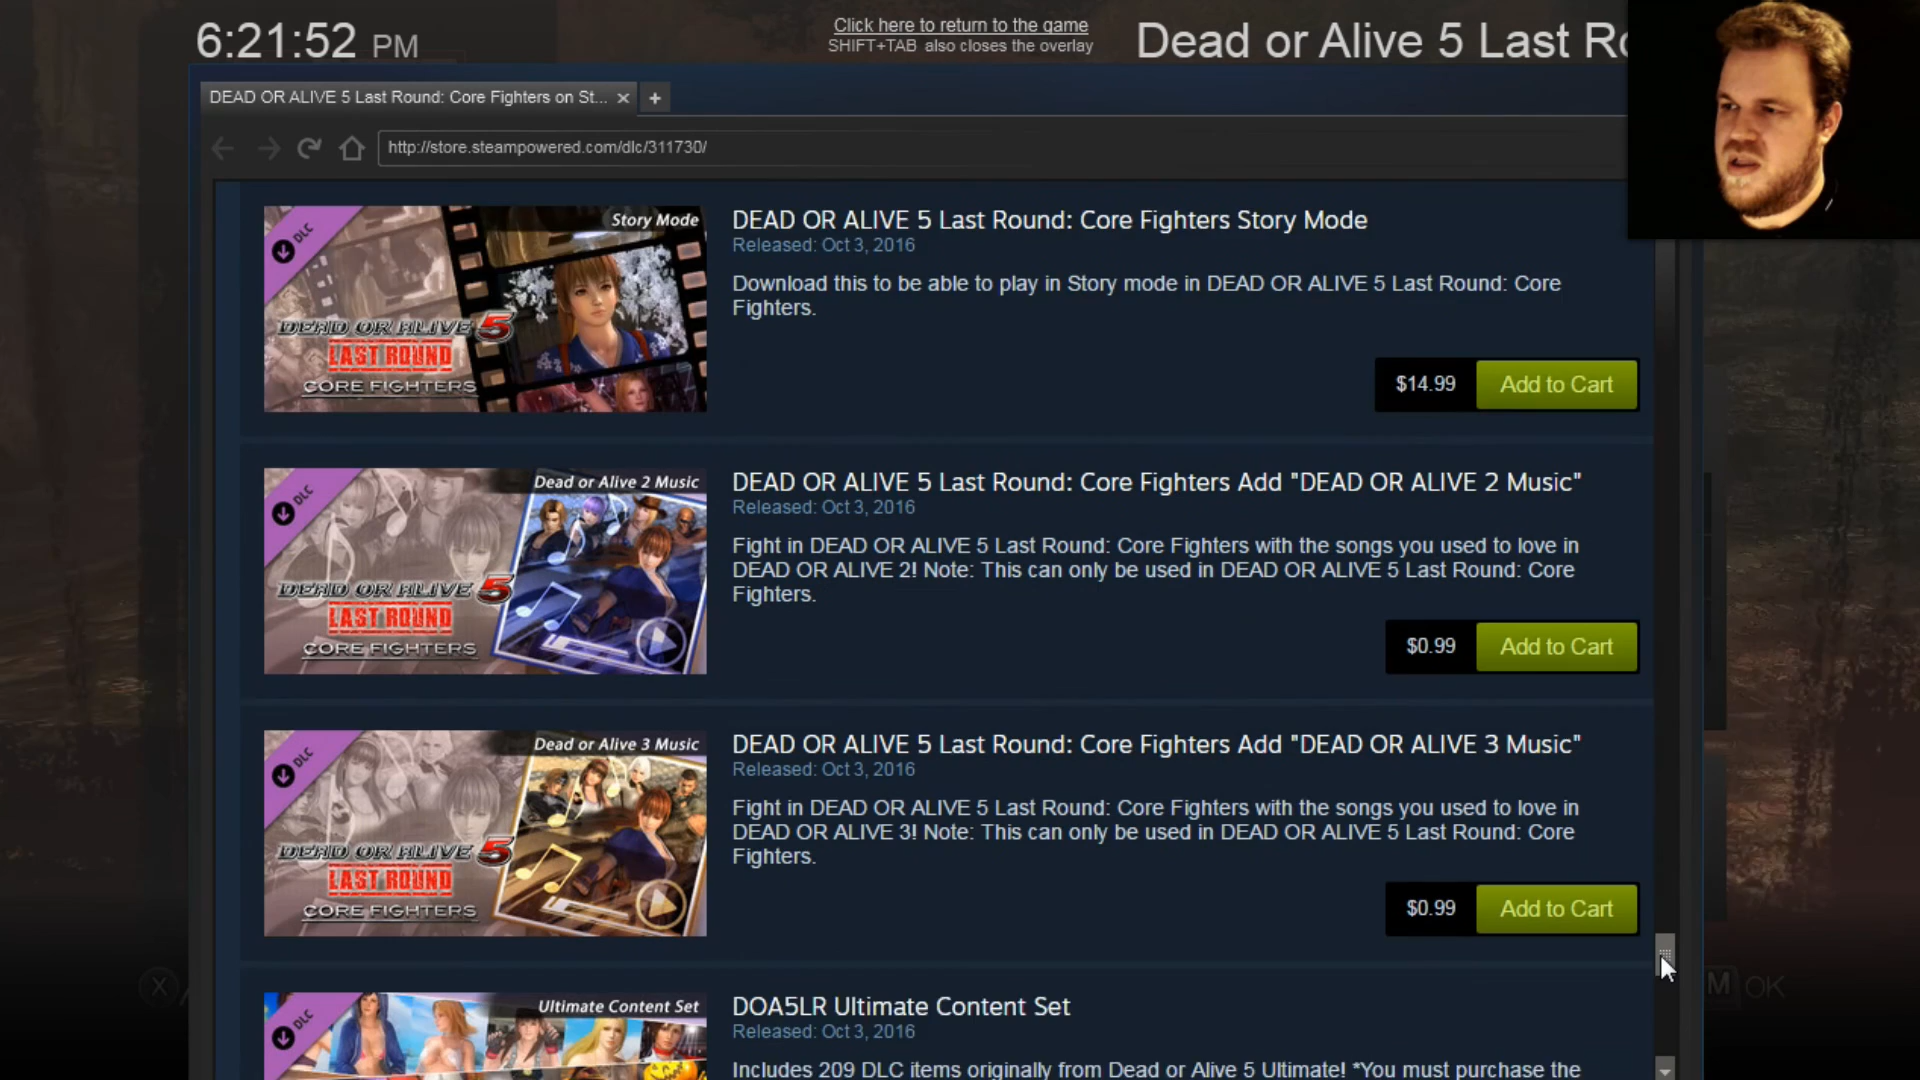 6:21:52 PM
Click here to return to the game
SHIFT+TAB also closes the overlay
Dead or Alive 5 Last
DEAD OR ALIVE 5 Last Round: Core Fighters on St...
http://store.steampowered.com/dlc/311730/
DLC
Story Mode
DEAD OR ALIVE 5
LAST ROUND
CORE FIGHTERS
DEAD OR ALIVE 5 Last Round: Core Fighters Story Mode
Released: Oct 3, 2016
Download this to be able to play in Story mode in DEAD OR ALIVE 5 Last Round: Core
Fighters.
$14.99 Add to Cart
DLC
Dead or Alive 2 Music
DEAD OR ALIVE 5
LAST ROUND
CORE FIGHTERS
DEAD OR ALIVE 5 Last Round: Core Fighters Add "DEAD OR ALIVE 2 Music"
Released: Oct 3, 2016
Fight in DEAD OR ALIVE 5 Last Round: Core Fighters with the songs you used to love in
DEAD OR ALIVE 2! Note: This can only be used in DEAD OR ALIVE 5 Last Round: Core
Fighters.
$0.99 Add to Cart
DLC
Dead or Alive 3 Music
DEAD OR ALIVE 5
LAST ROUND
CORE FIGHTERS
DEAD OR ALIVE 5 Last Round: Core Fighters Add "DEAD OR ALIVE 3 Music"
Released: Oct 3, 2016
Fight in DEAD OR ALIVE 5 Last Round: Core Fighters with the songs you used to love in
DEAD OR ALIVE 3! Note: This can only be used in DEAD OR ALIVE 5 Last Round: Core
Fighters.
$0.99 Add to Cart
X
M OK
DLC
Ultimate Content Set
DOA5LR Ultimate Content Set
Released: Oct 3, 2016
Includes 209 DLC items originally from Dead or Alive 5 Ultimate! *You must purchase the